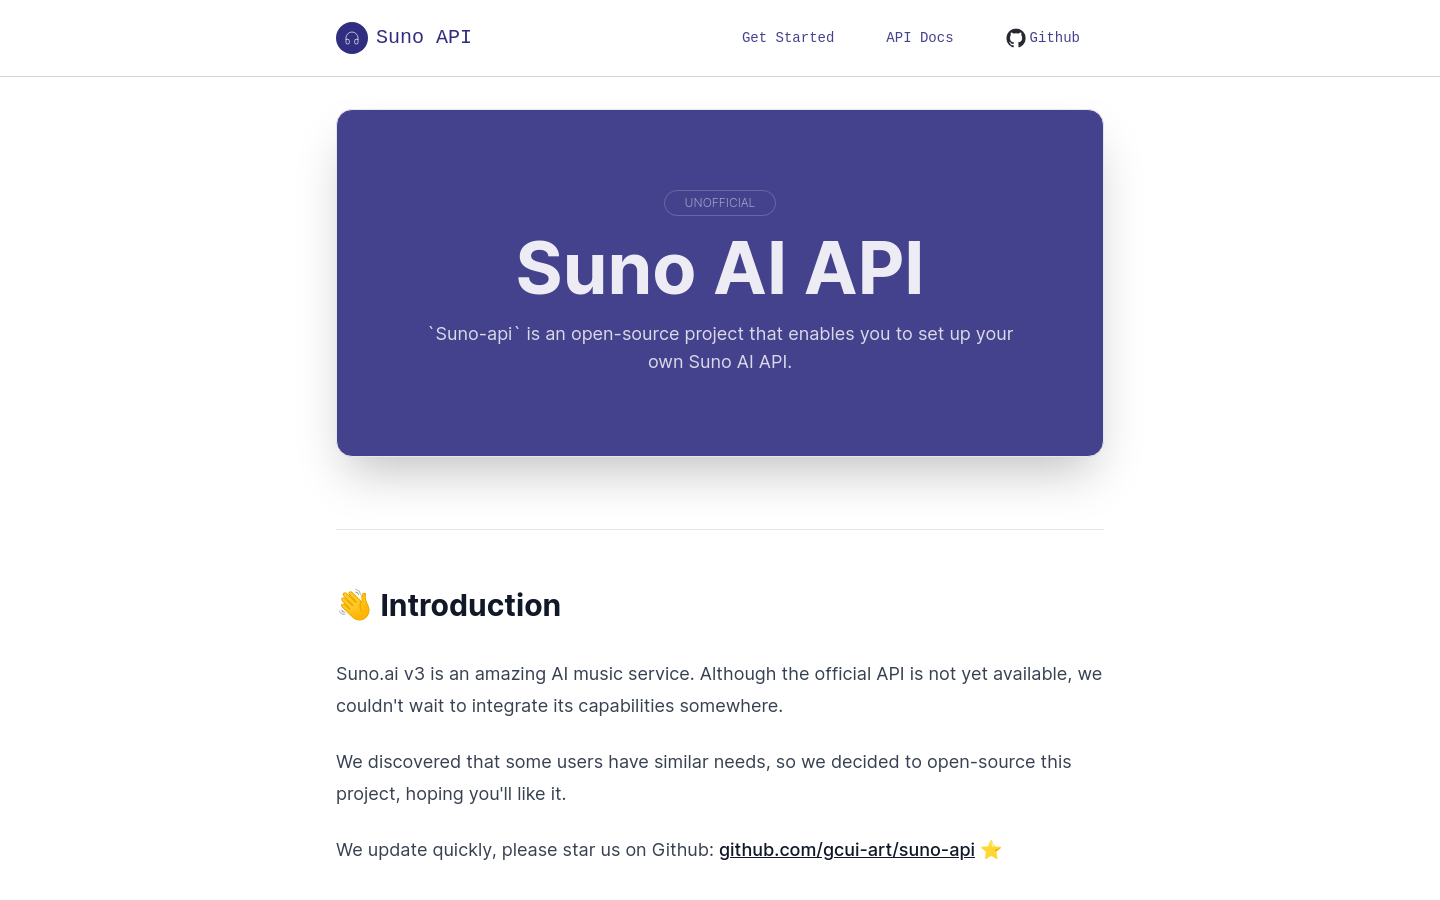 Suno API
Get Started
API Docs
Github
UNOFFICIAL
Suno AI API
`Suno-api` is an open-source project that enables you to set up your
own Suno AI API.
👋 Introduction
Suno.ai v3 is an amazing AI music service. Although the official API is not yet available, we
couldn't wait to integrate its capabilities somewhere.
We discovered that some users have similar needs, so we decided to open-source this
project, hoping you'll like it.
We update quickly, please star us on Github: github.com/gcui-art/suno-api ⭐